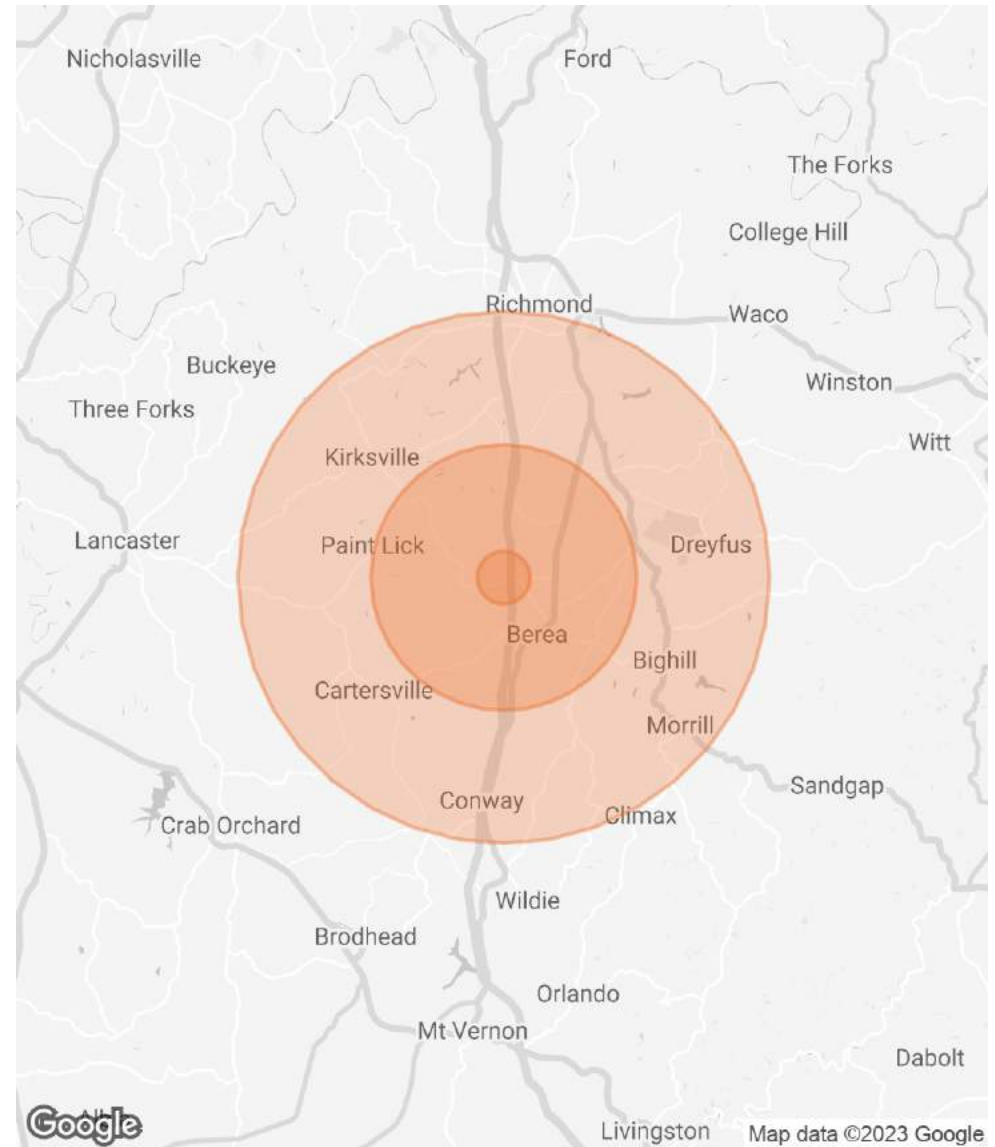 Nicholasville
Ford
The Forks
College Hill
Richmond
Waco
Buckeye
Winston
Three Forks
Witt
Kirksville
Lancaster
Paint Lick
Dreyfus
Berea
Bighill
Cartersville
Morrill
Sandgap
Conway
Climax
Crab Orchard
Wildie
Brodhead
Orlando
Mt Vernon
Dabolt
Google
Livingston
Map data ©2023 Google